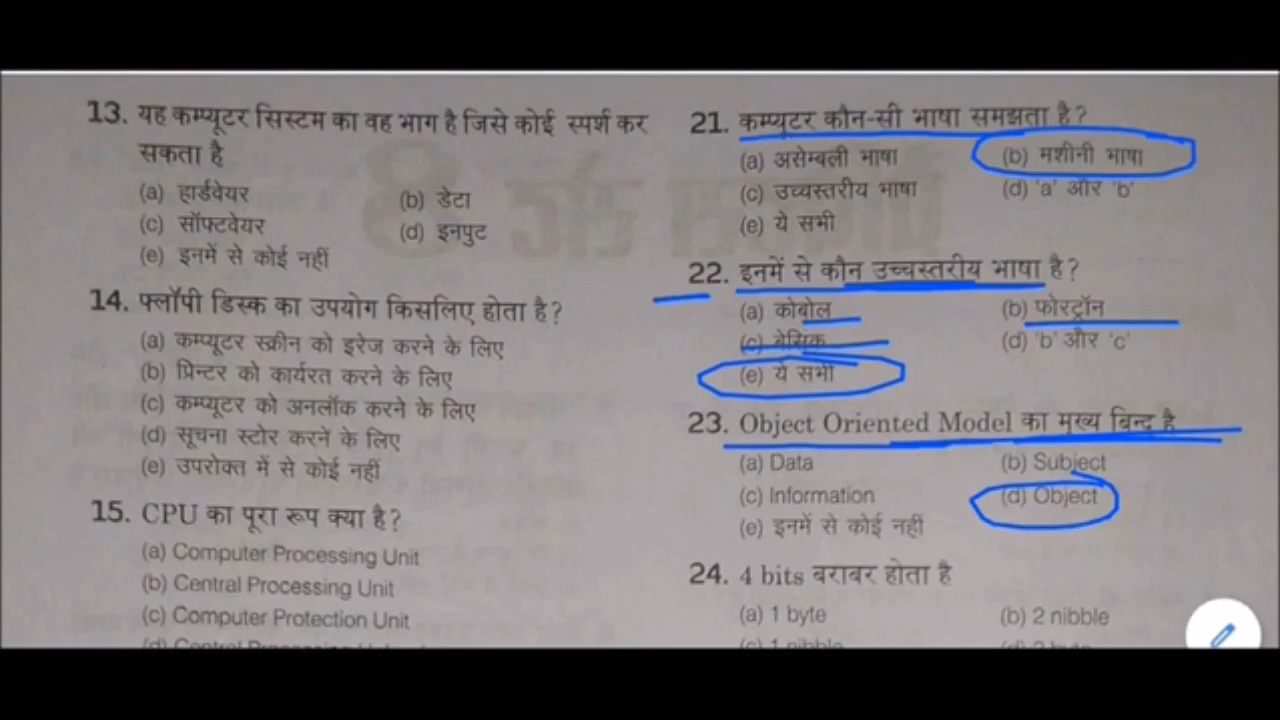 13. यह कम्प्यूटर सिस्टम का वह भाग है जिसे कोई स्पर्श कर
सकता है
(a) हार्डवेयर (b) डेटा
(c) सॉफ्टवेयर (d) इनपुट
(e) इनमें से कोई नहीं
14. फ्लॉपी डिस्क का उपयोग किसलिए होता है?
(a) कम्प्यूटर स्क्रीन को इरेज करने के लिए
(b) प्रिन्टर को कार्यरत करने के लिए
(c) कम्प्यूटर को अनलॉक करने के लिए
(d) सूचना स्टोर करने के लिए
(e) उपरोक्त में से कोई नहीं
15. CPU का पूरा रूप क्या है?
(a) Computer Processing Unit
(b) Central Processing Unit
(c) Computer Protection Unit
21. कम्प्यूटर कौन-सी भाषा समझता है?
(a) असेम्बली भाषा (b) मशीनी भाषा
(c) उच्चस्तरीय भाषा (d) 'a' और 'b'
(e) ये सभी
22. इनमें से कौन उच्चस्तरीय भाषा है?
(a) कोबोल (b) फोरट्रॉन
(c) बेसिक (d) 'b' और 'c'
(e) ये सभी
23. Object Oriented Model का मुख्य बिन्दु है
(a) Data (b) Subject
(c) Information (d) Object
(e) इनमें से कोई नहीं
24. 4 bits बराबर होता है
(a) 1 byte (b) 2 nibble
(c) 1 nibble (d) 2 byte